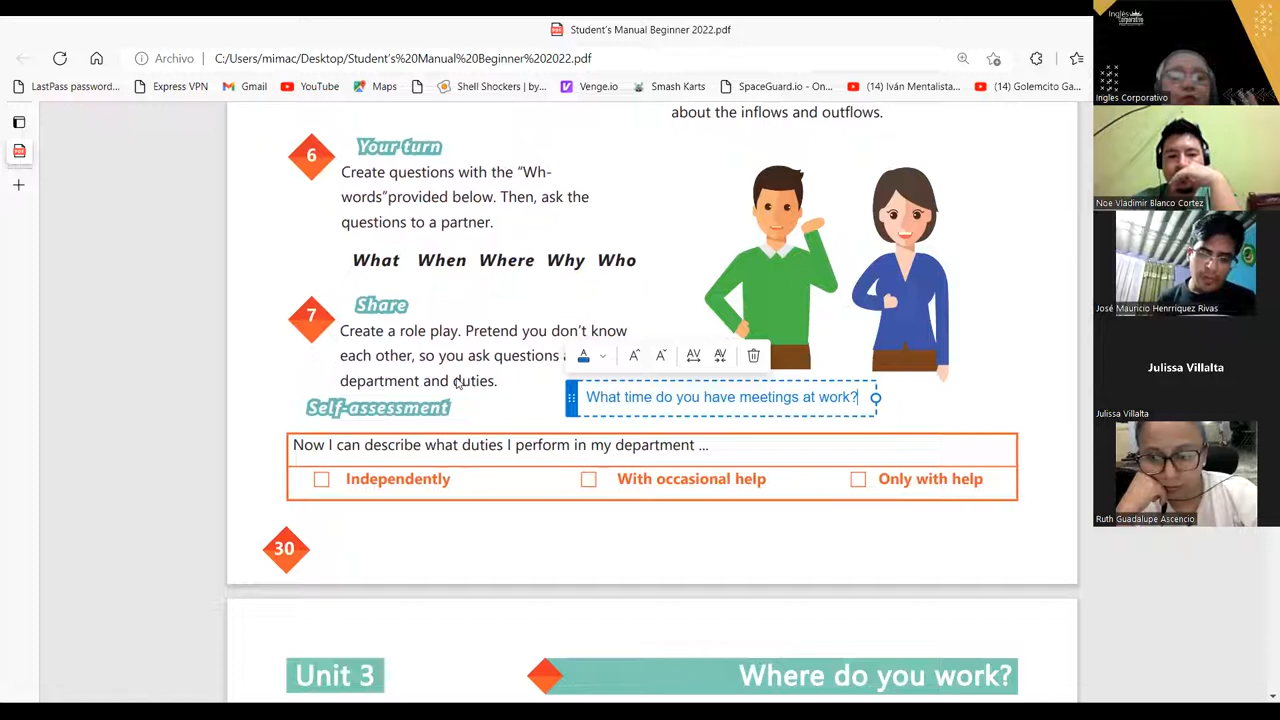 Student's Manual Beginner 2022.pdf
Archivo
C:/Users/mimac/Desktop/Student's%20Manual%20Beginner%202022.pdf
LastPass password...
Express VPN
Gmail
YouTube
Maps
Shell Shockers | by...
Venge.io
Smash Karts
SpaceGuard.io - On...
(14) Iván Mentalista...
(14) Golemcito Ga...
about the inflows and outflows.
6
Your turn
Create questions with the "Wh-
words"provided below. Then, ask the
questions to a partner.
What When Where Why Who
7
Share
Create a role play. Pretend you don't know
each other, so you ask questions
department and duties.
What time do you have meetings at work?
Self-assessment
Now I can describe what duties I perform in my department ...
Independently
With occasional help
Only with help
30
Unit 3
Where do you work?
Inglés
Corporativo
Ingles Corporativo
Noe Vladimir Blanco Cortez
José Mauricio Henrriquez Rivas
Julissa Villalta
Julissa Villalta
Ruth Guadalupe Ascencio